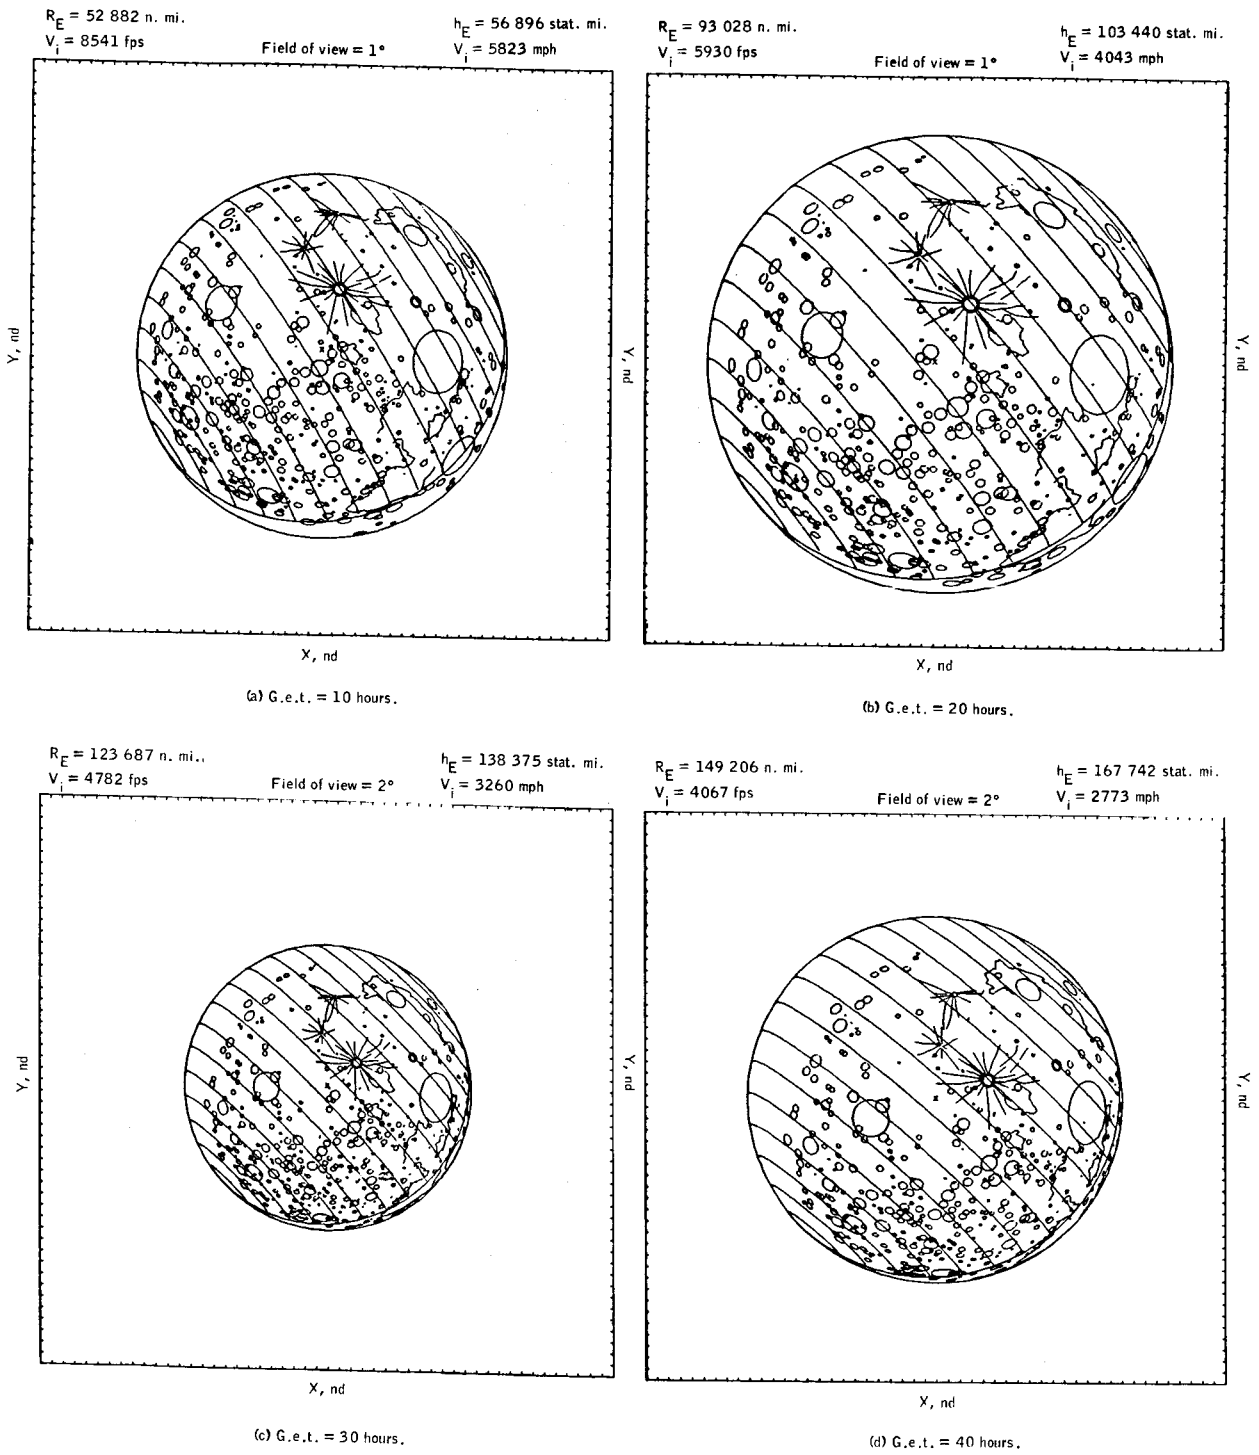 R_E = 52 882 n. mi.
V_i = 8541 fps
Field of view = 1°
h_E = 56 896 stat. mi.
V_i = 5823 mph
Y, nd
X, nd
(a) G.e.t. = 10 hours.
R_E = 93 028 n. mi.
V_i = 5930 fps
Field of view = 1°
h_E = 103 440 stat. mi.
V_i = 4043 mph
Y, nd
Y, nd
X, nd
(b) G.e.t. = 20 hours.
R_E = 123 687 n. mi..
V_i = 4782 fps
Field of view = 2°
h_E = 138 375 stat. mi.
V_i = 3260 mph
Y, nd
X, nd
(c) G.e.t. = 30 hours.
R_E = 149 206 n. mi.
V_i = 4067 fps
Field of view = 2°
h_E = 167 742 stat. mi.
V_i = 2773 mph
Y, nd
Y, nd
X, nd
(d) G.e.t. = 40 hours.